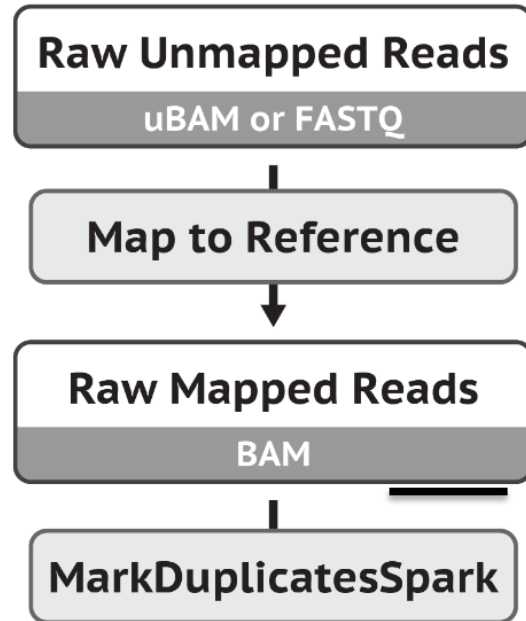 Raw Unmapped Reads
uBAM or FASTQ
Map to Reference
Raw Mapped Reads
BAM
MarkDuplicatesSpark